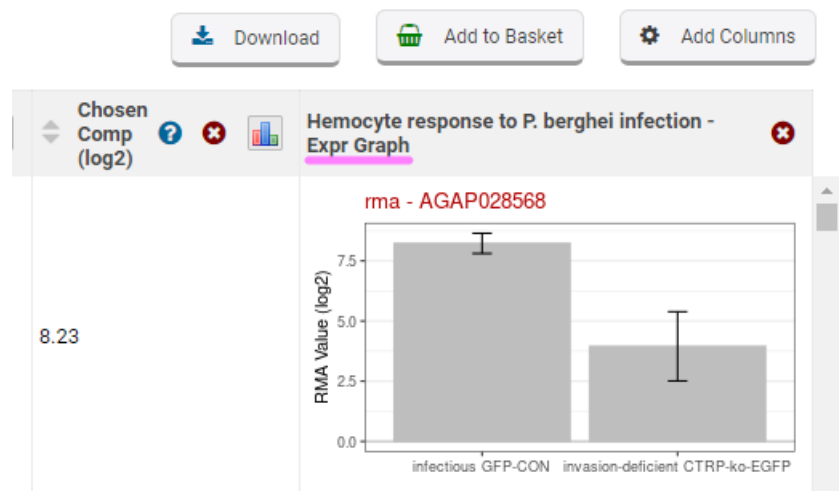 Download
Add to Basket
Add Columns
Chosen
Comp
(log2)
?
Hemocyte response to P. berghei infection -
Expr Graph
8.23
rma - AGAP028568
RMA Value (log2)
7.5
5.0
2.5
0.0
infectious GFP-CON
invasion-deficient CTRP-ko-EGFP